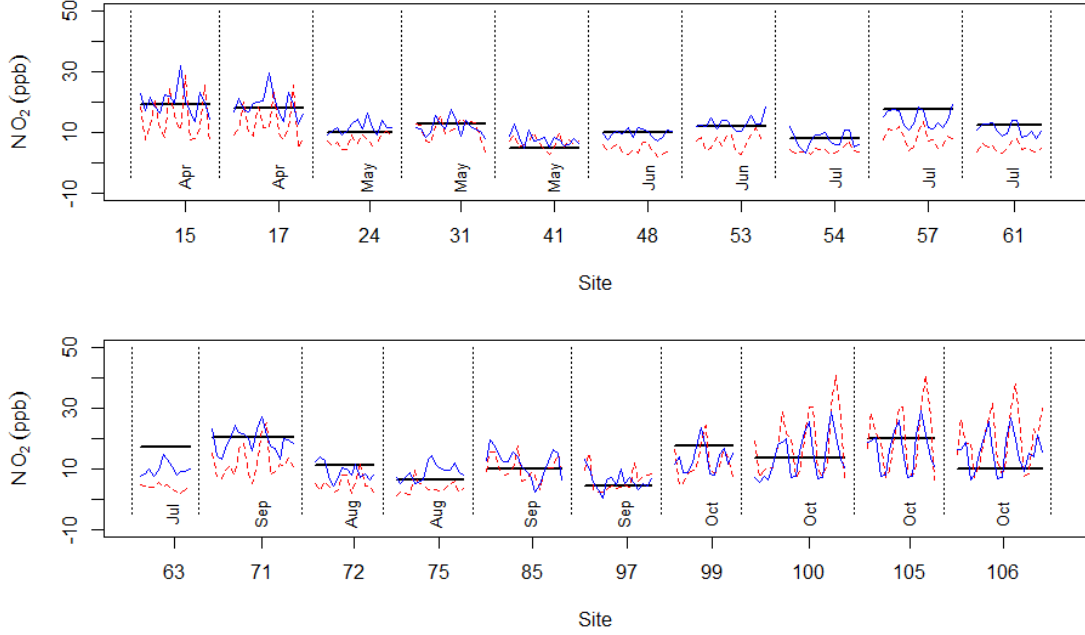 NO2 (ppb)
50
30
10
-10
Apr Apr May May May Jun Jun Jul Jul Jul
15 17 24 31 41 48 53 54 57 61
Site
NO2 (ppb)
50
30
10
-10
Jul Sep Aug Aug Sep Sep Oct Oct Oct Oct
63 71 72 75 85 97 99 100 105 106
Site